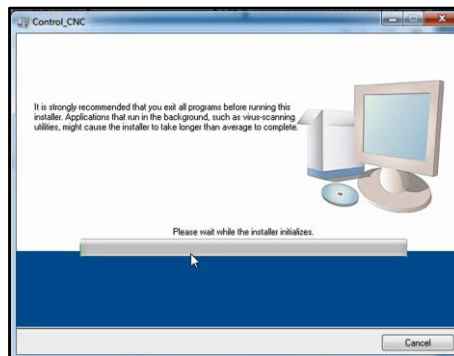 Control_CNC
It is strongly recommended that you exit all programs before running this
installer. Applications that run in the background, such as virus-scanning
utilities, might cause the installer to take longer than average to complete.
Please wait while the installer initializes.
Cancel